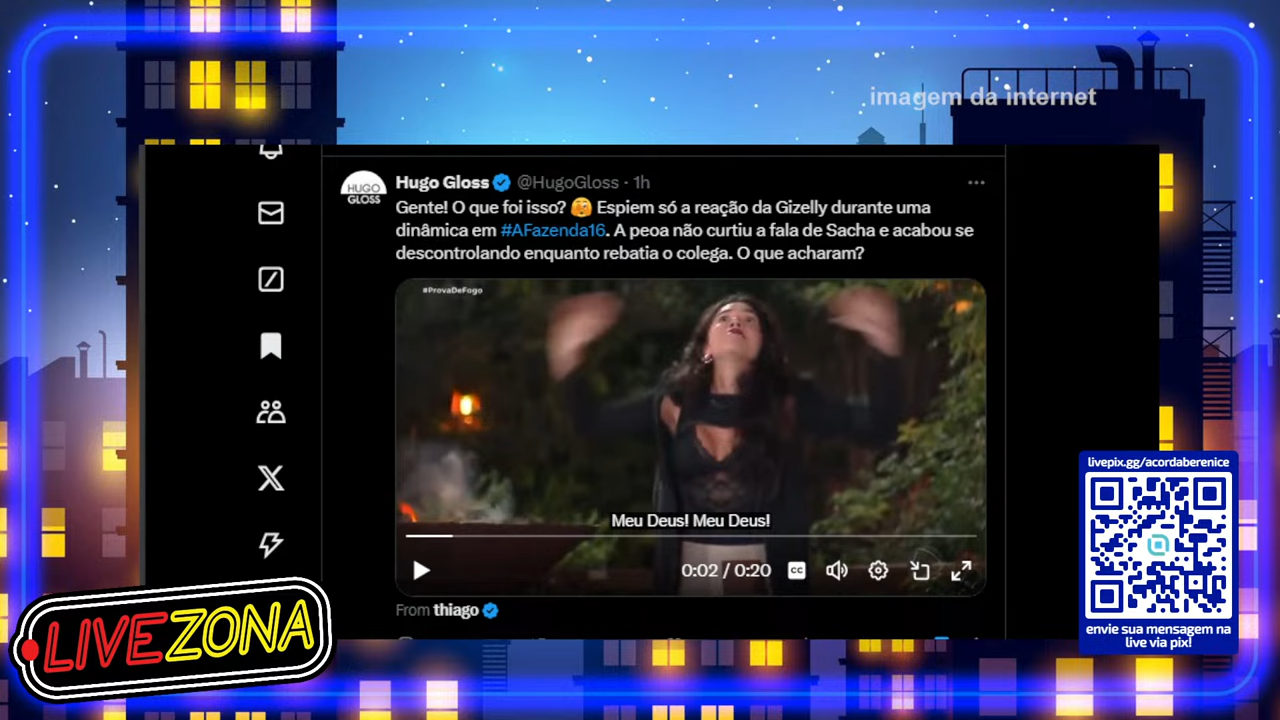 imagem da internet
HUGO
GLOSS
Hugo Gloss @HugoGloss · 1h
Gente! O que foi isso? 🫣 Espiem só a reação da Gizelly durante uma
dinâmica em #AFazenda16. A peoa não curtiu a fala de Sacha e acabou se
descontrolando enquanto rebatia o colega. O que acharam?
#ProvaDeFogo
Meu Deus! Meu Deus!
0:02 / 0:20
CC
From thiago
LIVEZONA
livepix.gg/acordaberenice
envie sua mensagem na
live via pix!